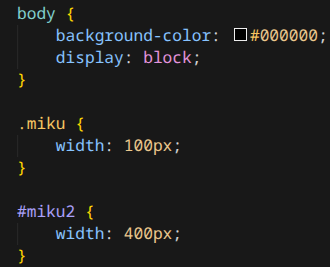 body {
    background-color: #000000;
    display: block;
}

.miku {
    width: 100px;
}

#miku2 {
    width: 400px;
}